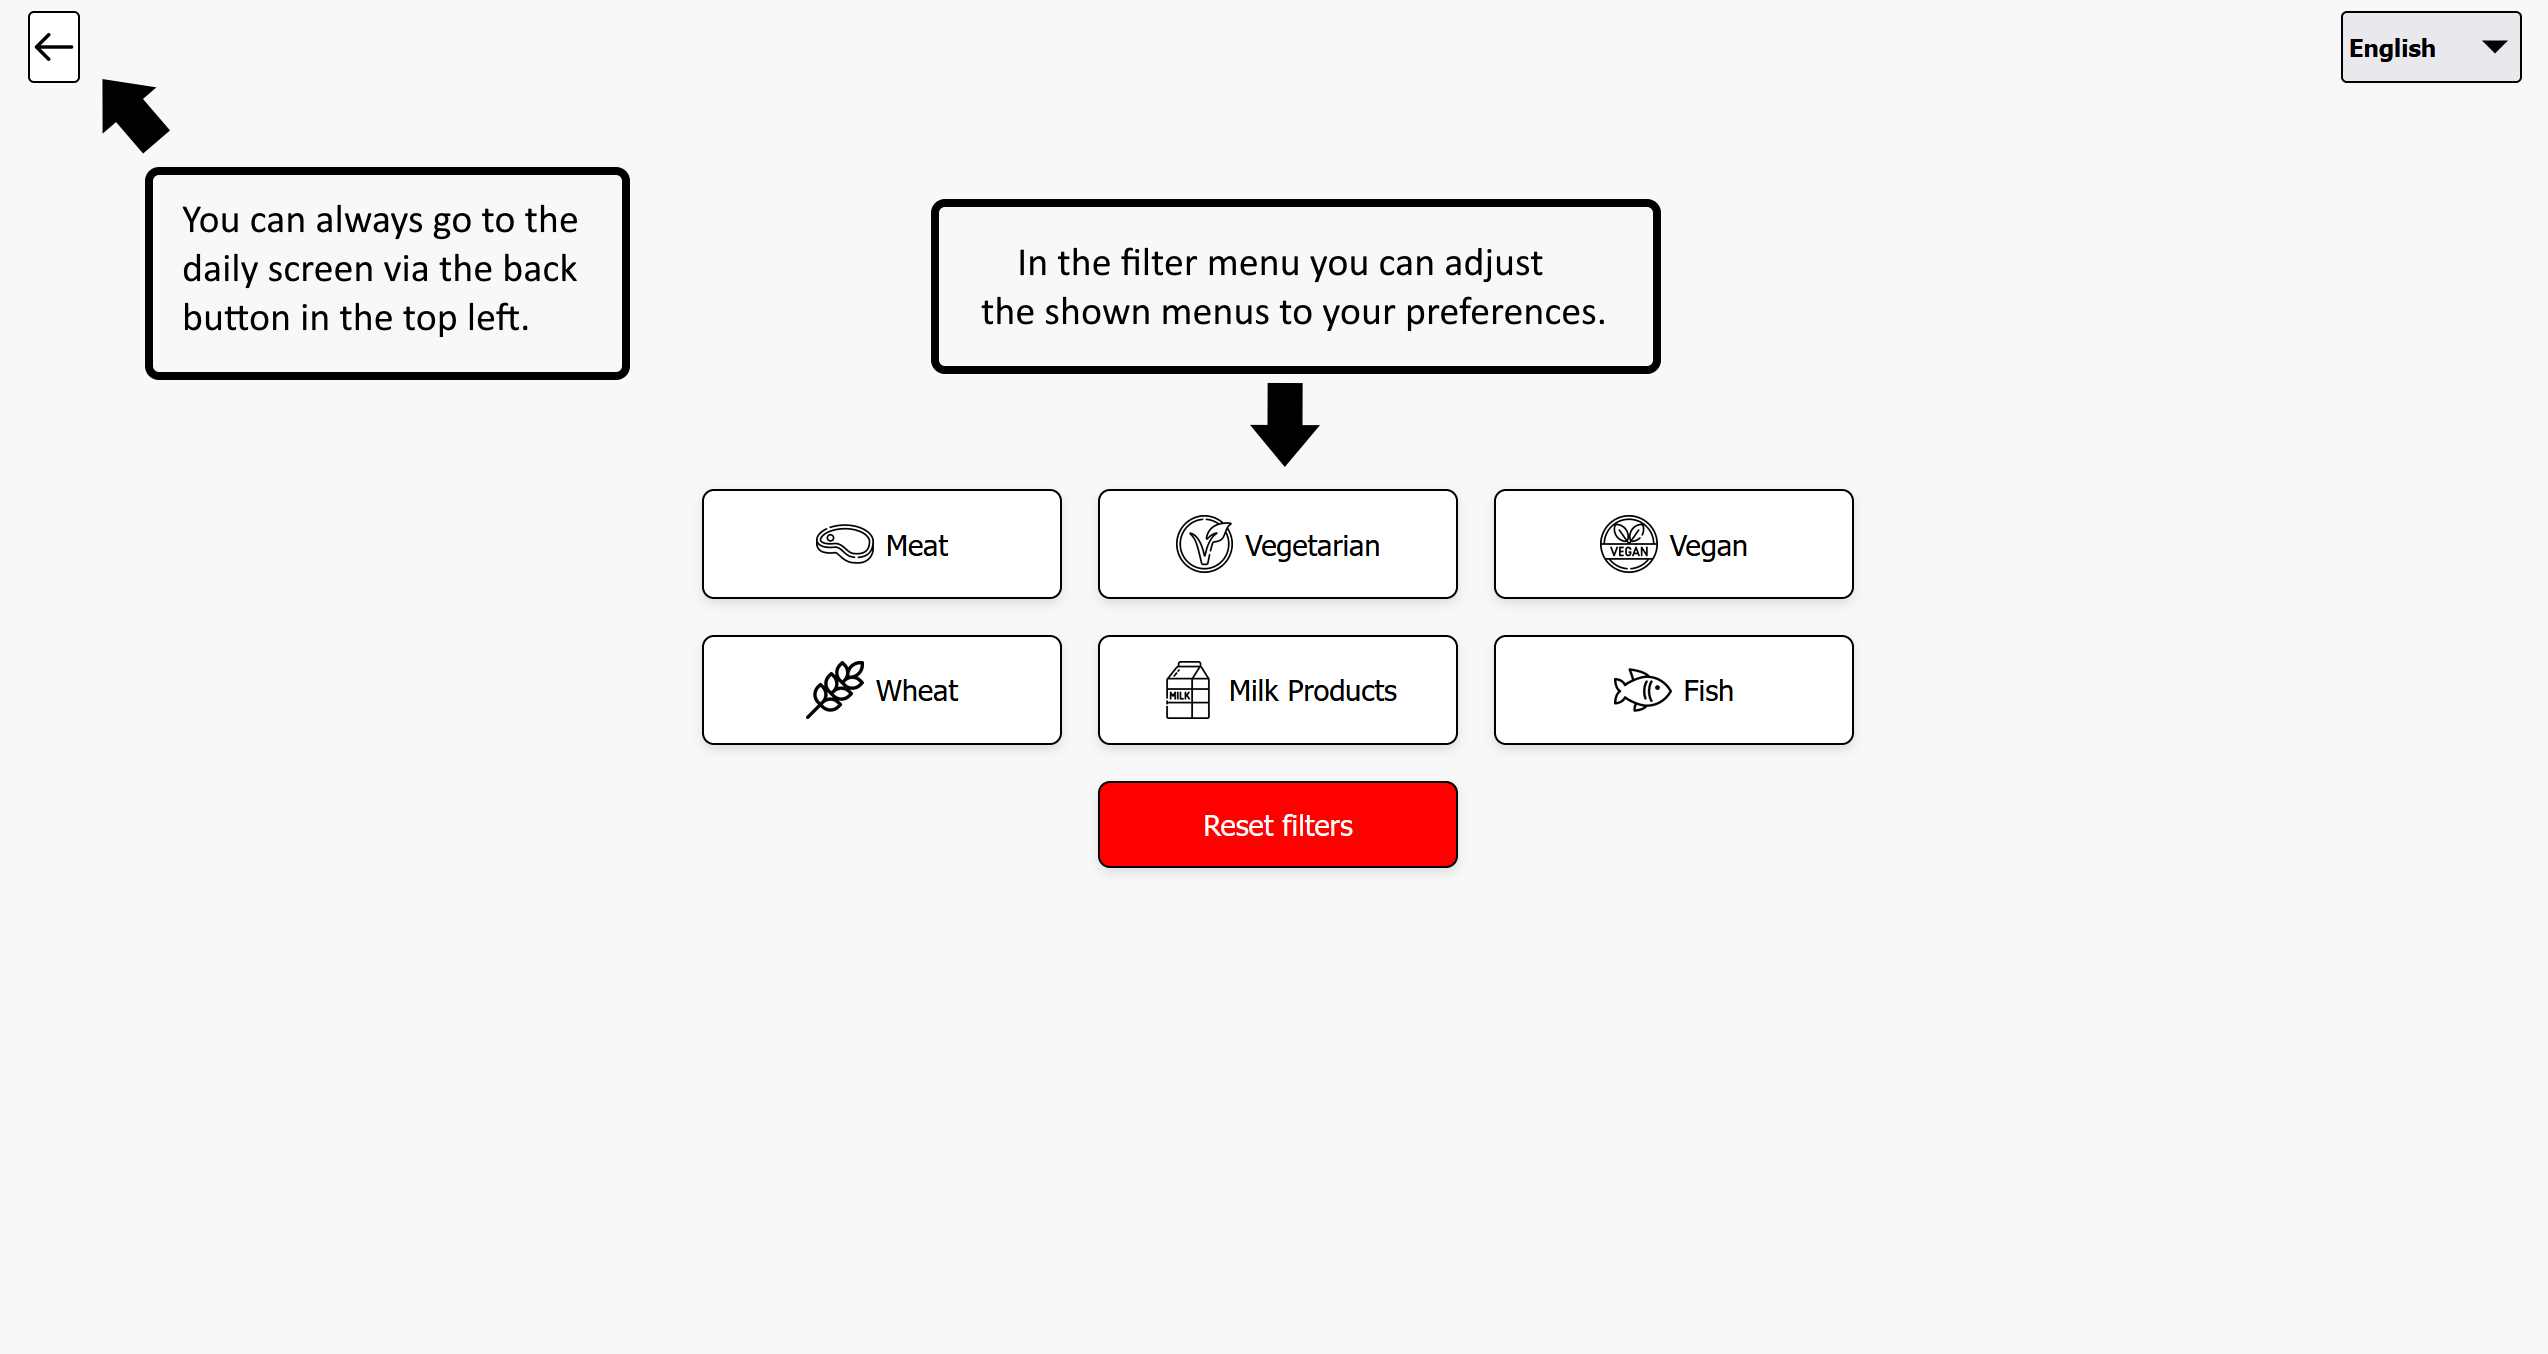 English
You can always go to the
daily screen via the back
button in the top left.
In the filter menu you can adjust
the shown menus to your preferences.
Meat
Vegetarian
VEGAN
Vegan
Wheat
MILK
Milk Products
Fish
Reset filters